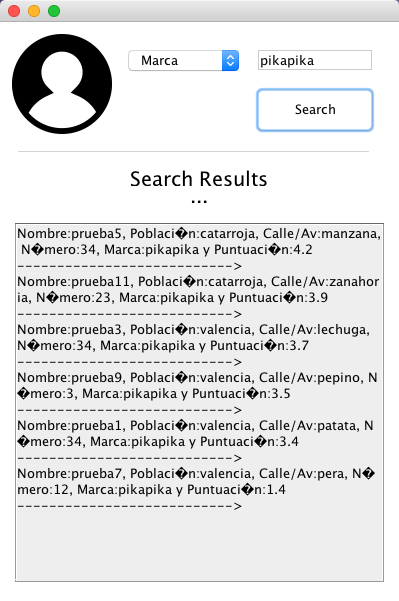 Marca
pikapika
Search
Search Results
...
Nombre:prueba5, Poblaci�n:catarroja, Calle/Av:manzana,
N�mero:34, Marca:pikapika y Puntuaci�n:4.2
--------------------------->
Nombre:prueba11, Poblaci�n:catarroja, Calle/Av:zanahor
ia, N�mero:23, Marca:pikapika y Puntuaci�n:3.9
--------------------------->
Nombre:prueba3, Poblaci�n:valencia, Calle/Av:lechuga,
N�mero:34, Marca:pikapika y Puntuaci�n:3.7
--------------------------->
Nombre:prueba9, Poblaci�n:valencia, Calle/Av:pepino, N
�mero:3, Marca:pikapika y Puntuaci�n:3.5
--------------------------->
Nombre:prueba1, Poblaci�n:valencia, Calle/Av:patata, N
�mero:34, Marca:pikapika y Puntuaci�n:3.4
--------------------------->
Nombre:prueba7, Poblaci�n:valencia, Calle/Av:pera, N�
mero:12, Marca:pikapika y Puntuaci�n:1.4
--------------------------->